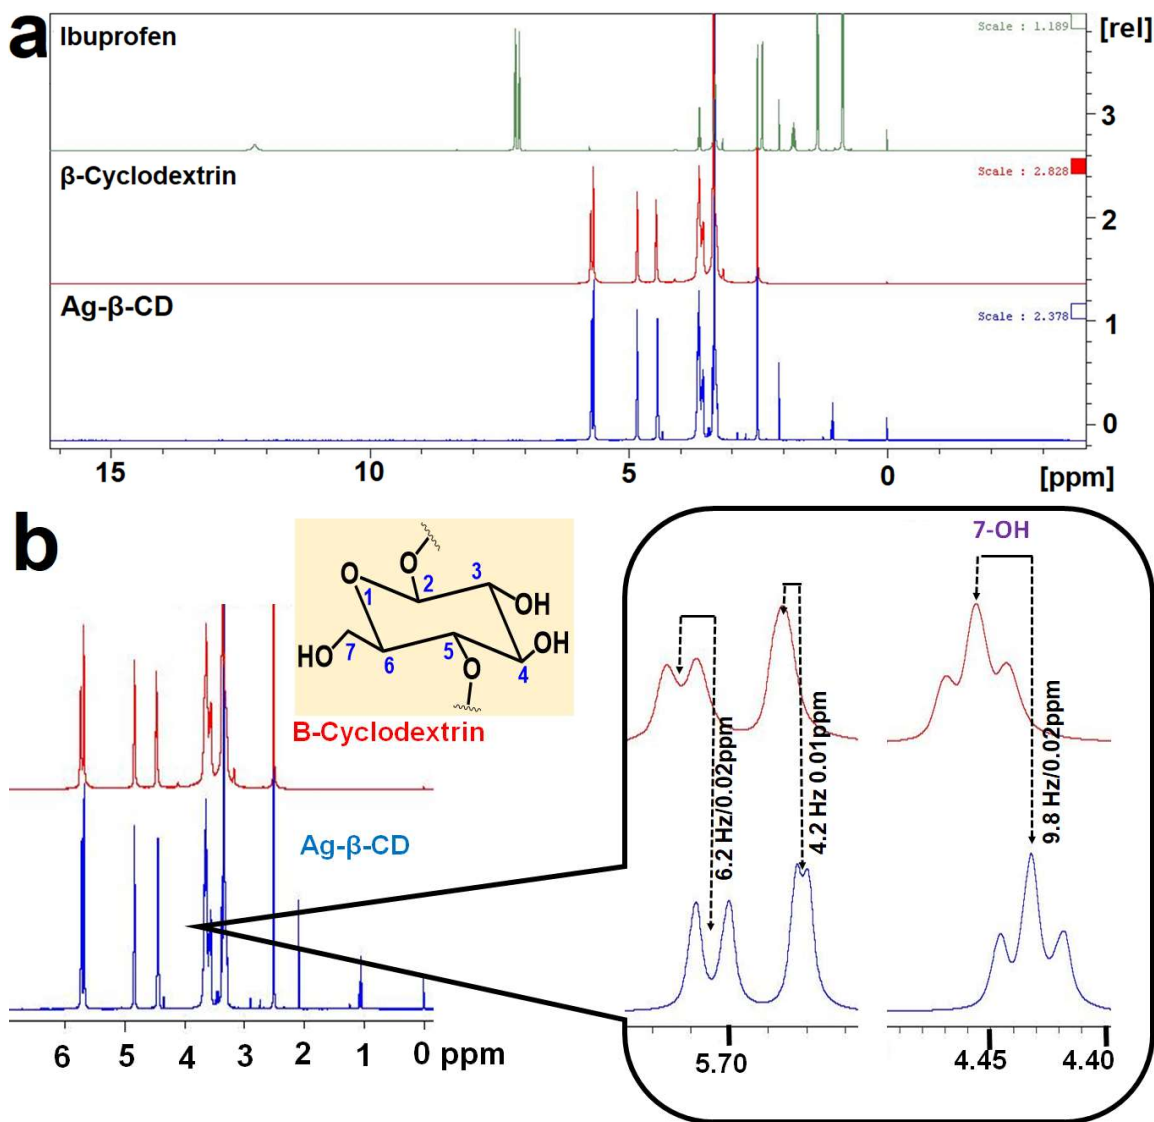 a
Ibuprofen
Scale : 1.189
[rel]
3
β-Cyclodextrin
Scale : 2.828
2
Ag-β-CD
Scale : 2.378
1
0
15 10 5 0 [ppm]
b
O O 3
1 2 OH
HO 7 6 5 O 4 OH
B-Cyclodextrin
Ag-β-CD
6 5 4 3 2 1 0 ppm
7-OH
6.2 Hz/0.02ppm
4.2 Hz 0.01ppm
9.8 Hz/0.02ppm
5.70 4.45 4.40